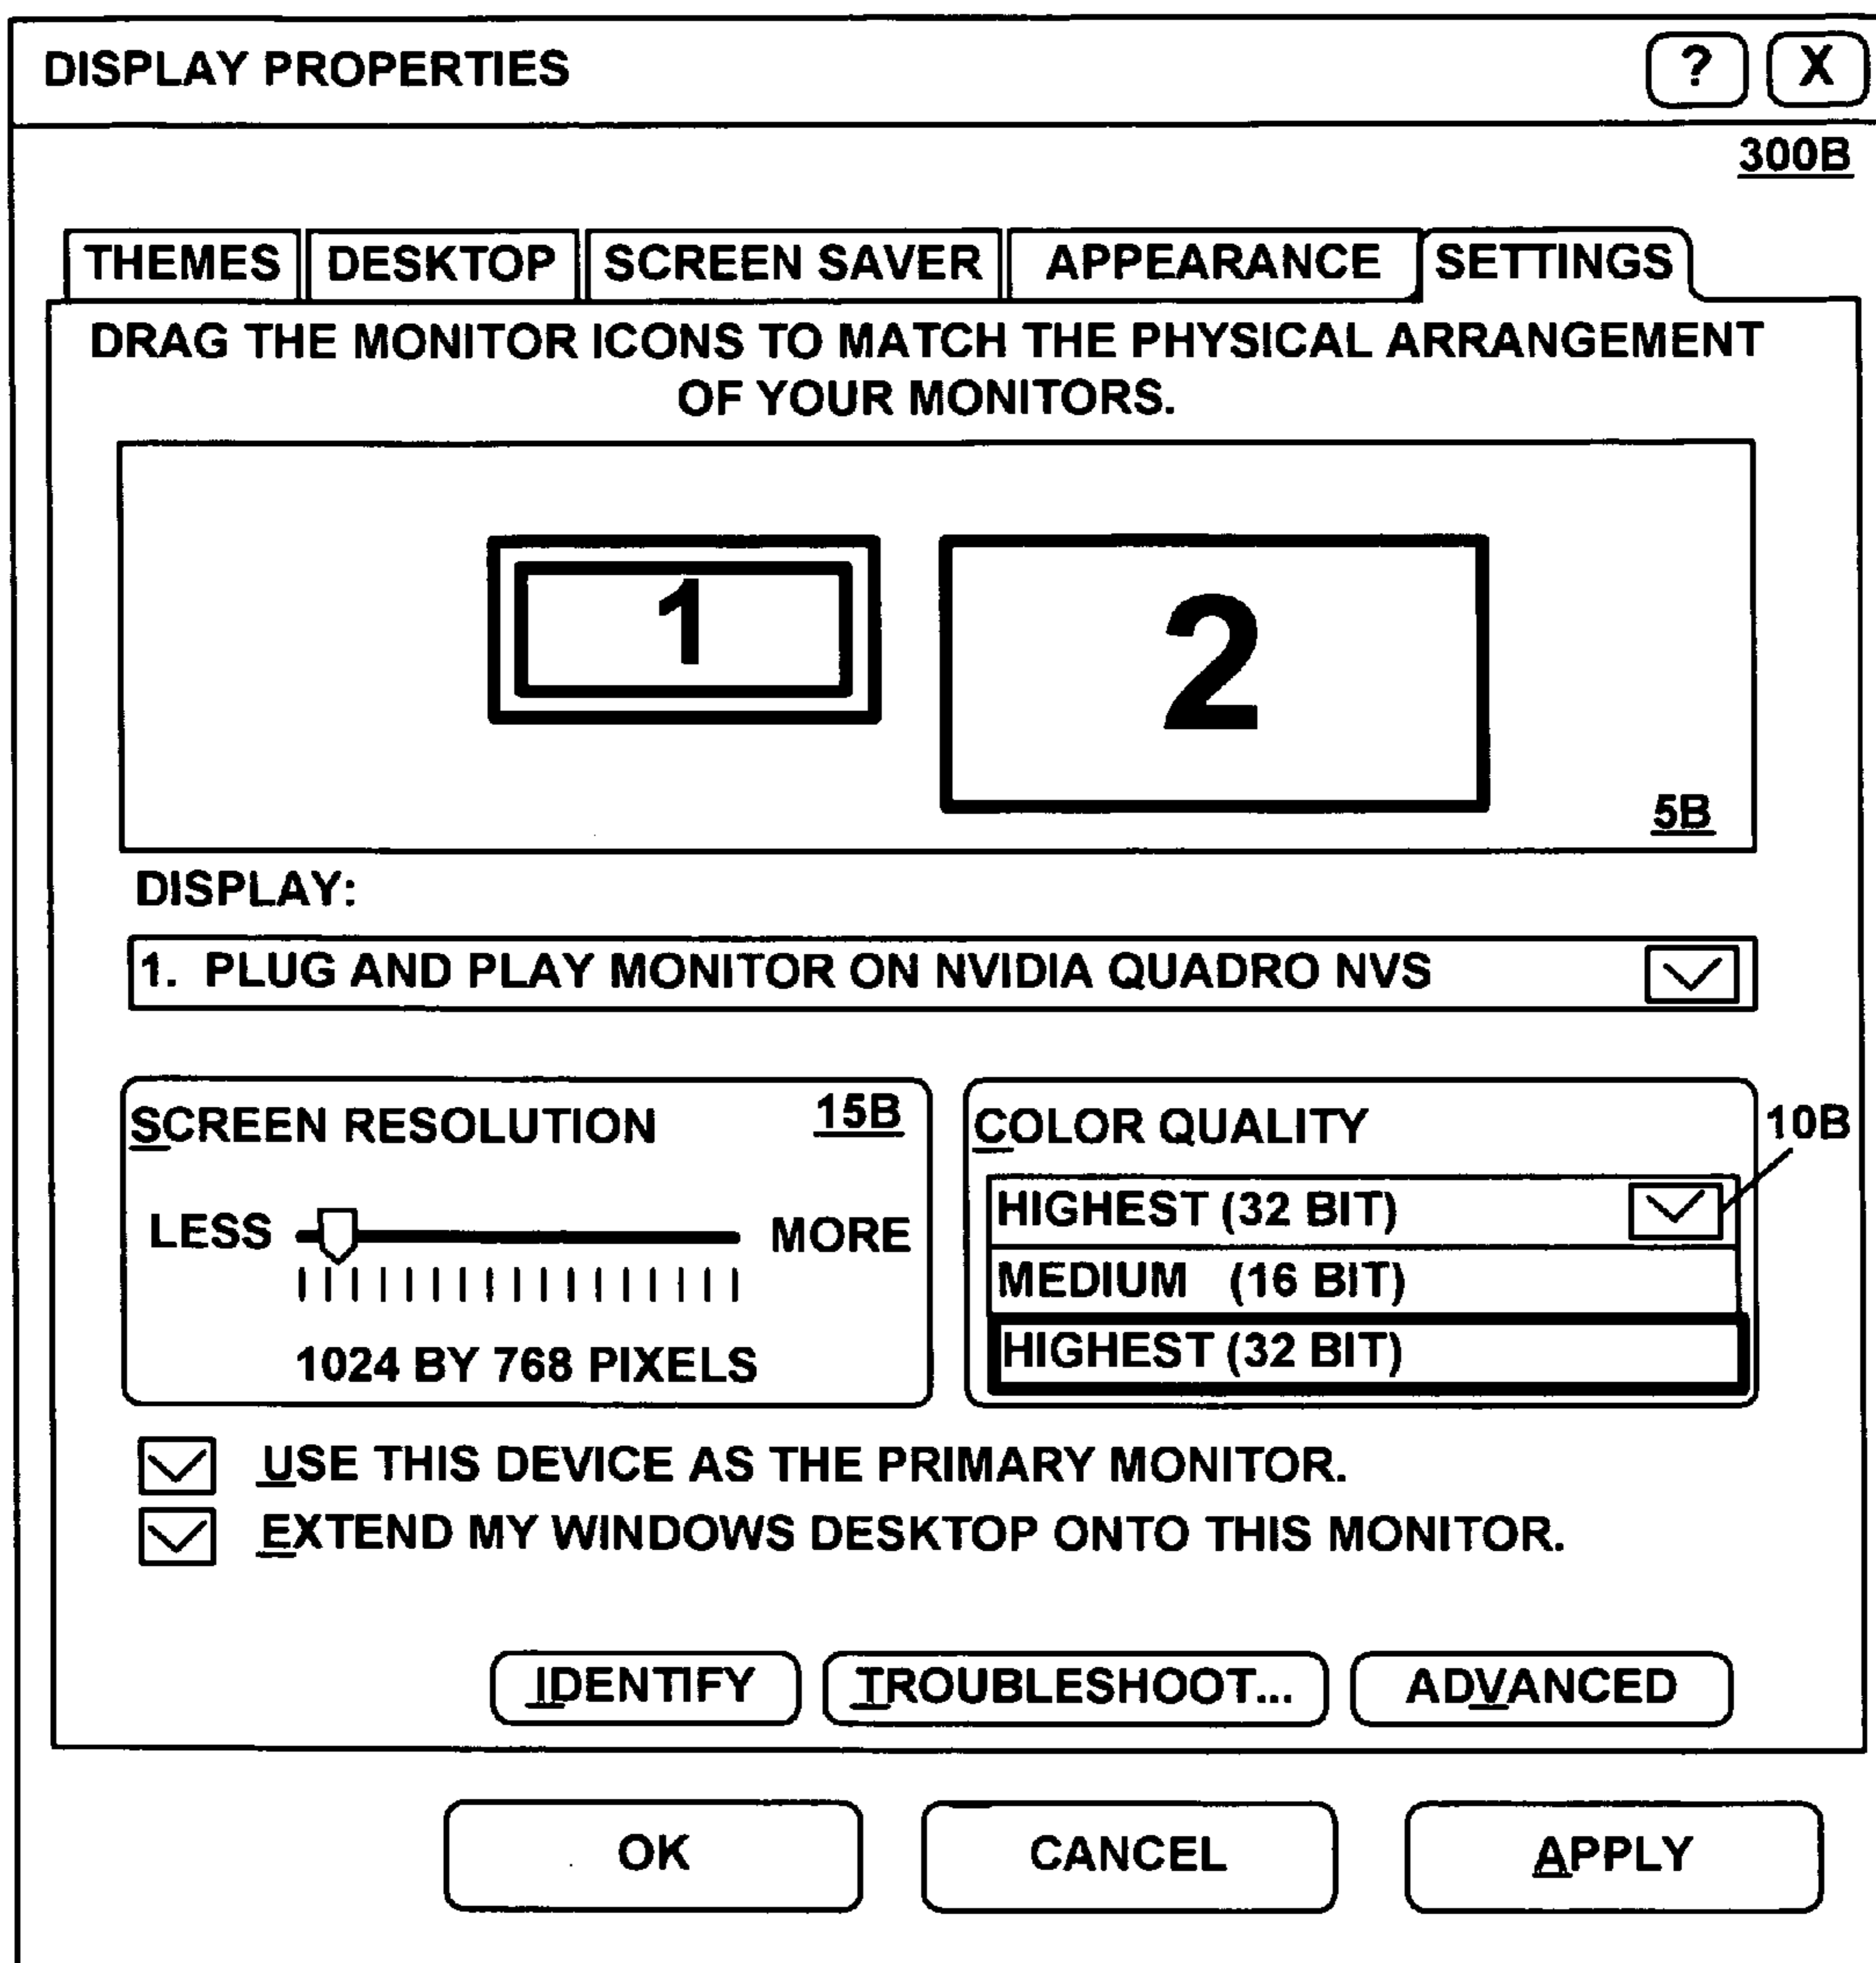 DISPLAY PROPERTIES ? X
300B
THEMES DESKTOP SCREEN SAVER APPEARANCE SETTINGS
DRAG THE MONITOR ICONS TO MATCH THE PHYSICAL ARRANGEMENT
OF YOUR MONITORS.
1 2
5B
DISPLAY:
1. PLUG AND PLAY MONITOR ON NVIDIA QUADRO NVS
SCREEN RESOLUTION 15B
LESS MORE
1024 BY 768 PIXELS
COLOR QUALITY
10B
HIGHEST (32 BIT)
MEDIUM (16 BIT)
HIGHEST (32 BIT)
USE THIS DEVICE AS THE PRIMARY MONITOR.
EXTEND MY WINDOWS DESKTOP ONTO THIS MONITOR.
IDENTIFY TROUBLESHOOT... ADVANCED
OK CANCEL APPLY